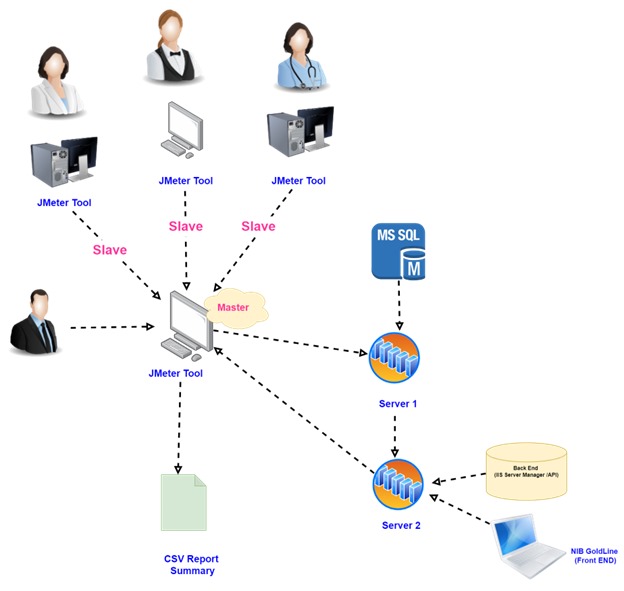 JMeter Tool
JMeter Tool
JMeter Tool
Slave
Slave
Slave
MS SQL
M
Master
JMeter Tool
Server 1
Server 2
Back End
(IIS Server Manager /API)
NIB GoldLine
(Front END)
CSV Report
Summary